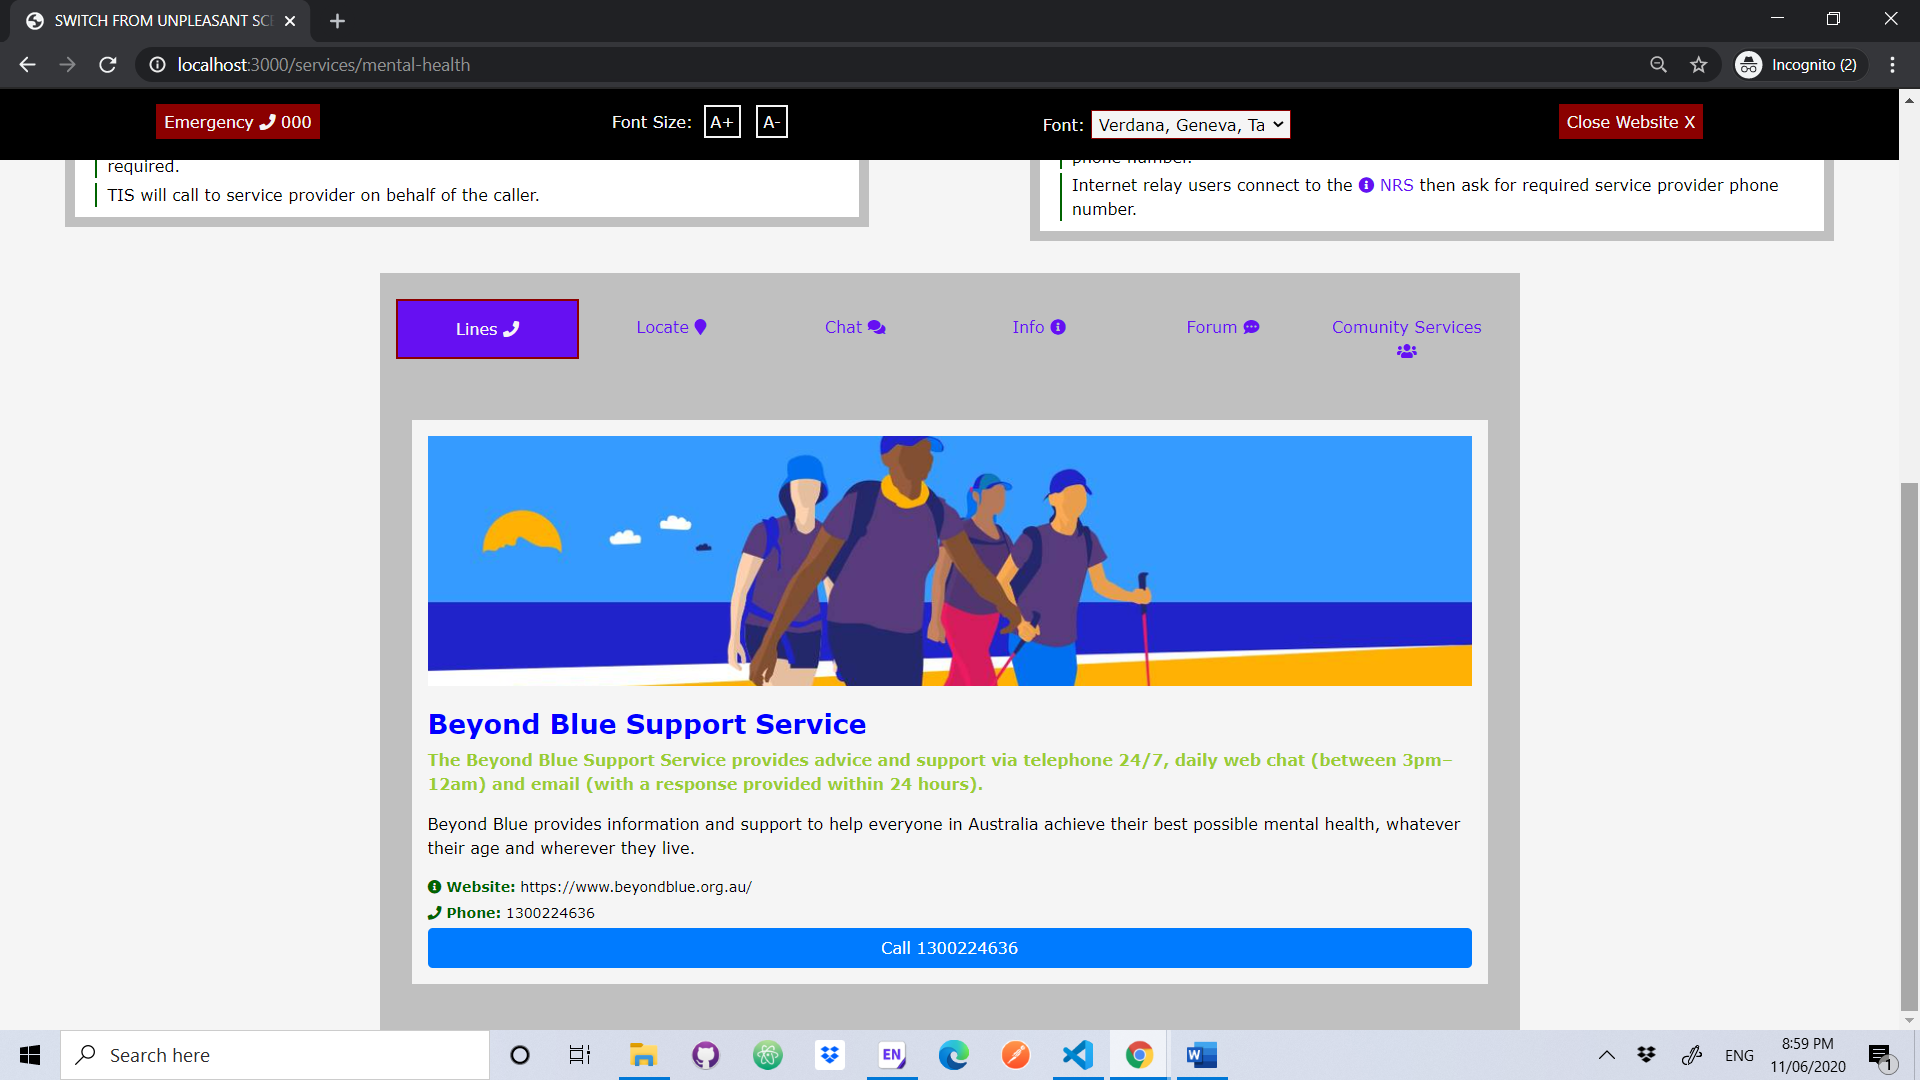 SWITCH FROM UNPLEASANT SCE
localhost:3000/services/mental-health
Incognito (2)
Emergency 000
Font Size: A+ A-
Font: Verdana, Geneva, Ta
Close Website X
required.
TIS will call to service provider on behalf of the caller.
phone number.
Internet relay users connect to the NRS then ask for required service provider phone
number.
Lines
Locate
Chat
Info
Forum
Comunity Services
Beyond Blue Support Service
The Beyond Blue Support Service provides advice and support via telephone 24/7, daily web chat (between 3pm–
12am) and email (with a response provided within 24 hours).
Beyond Blue provides information and support to help everyone in Australia achieve their best possible mental health, whatever
their age and wherever they live.
Website: https://www.beyondblue.org.au/
Phone: 1300224636
Call 1300224636
Search here
EN
W
ENG
8:59 PM
11/06/2020
1